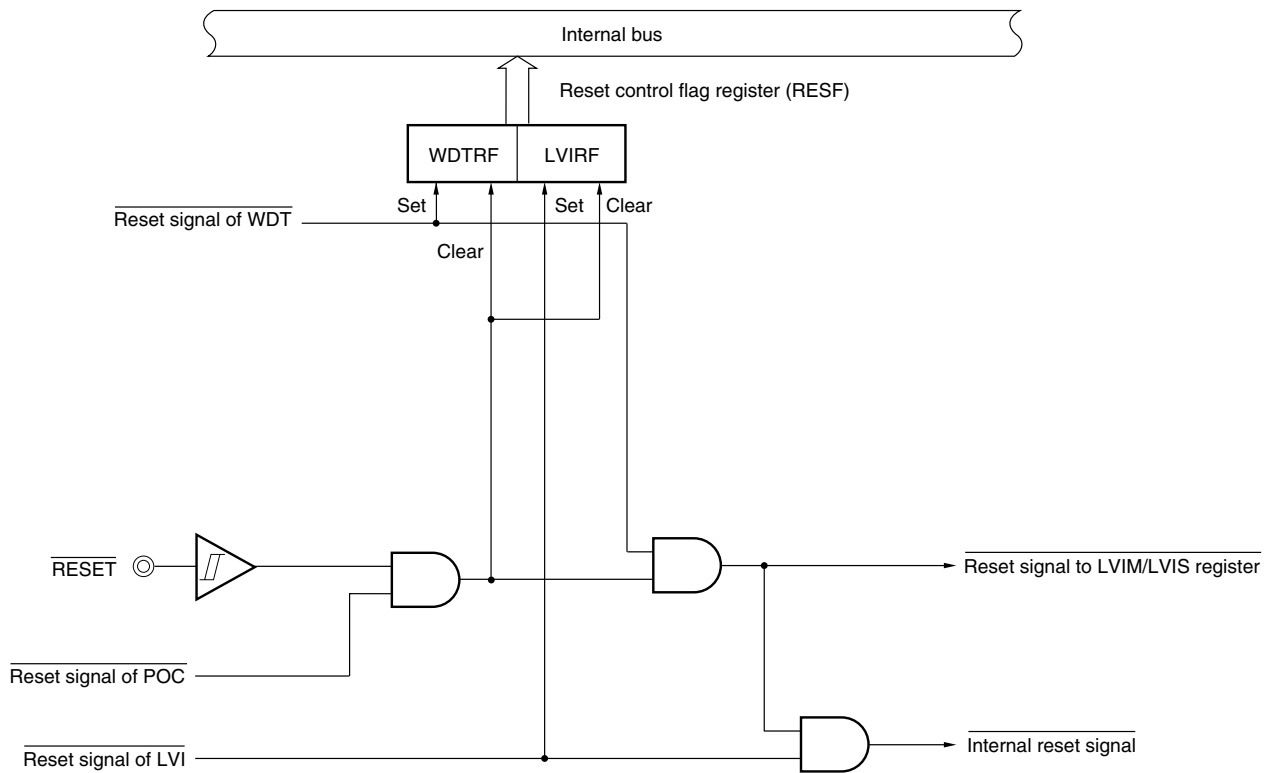 Internal bus
Reset control flag register (RESF)
WDTRF
LVIRF
Set
Set
Clear
Reset signal of WDT
Clear
RESET
Reset signal to LVIM/LVIS register
Reset signal of POC
Internal reset signal
Reset signal of LVI